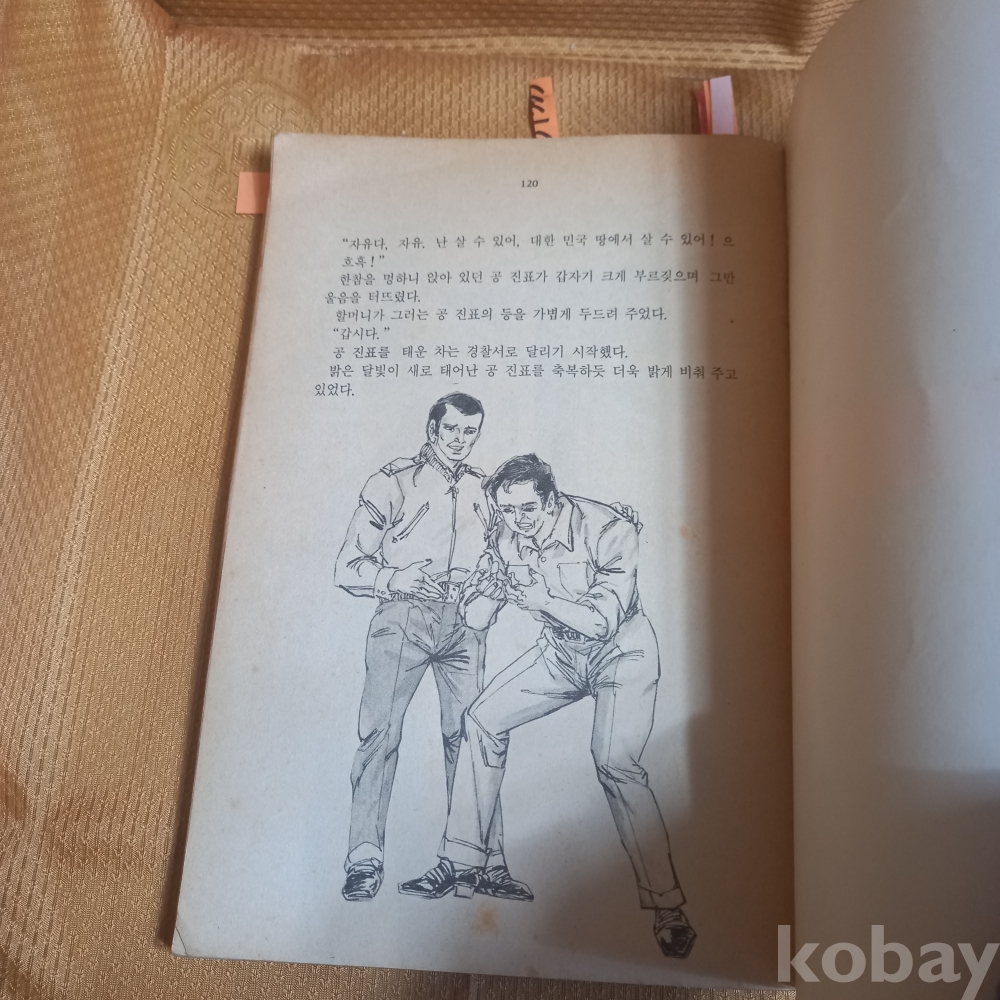 120
"자유다, 자유. 난 살 수 있어, 대한 민국 땅에서 살 수 있어! 으
흐흑!"
한참을 멍하니 앉아 있던 공 진표가 갑자기 크게 부르짖으며 그만
울음을 터뜨렸다.
할머니가 그러는 공 진표의 등을 가볍게 두드려 주었다.
"갑시다."
공 진표를 태운 차는 경찰서로 달리기 시작했다.
밝은 달빛이 새로 태어난 공 진표를 축복하듯 더욱 밝게 비춰 주고
있었다.
kobay